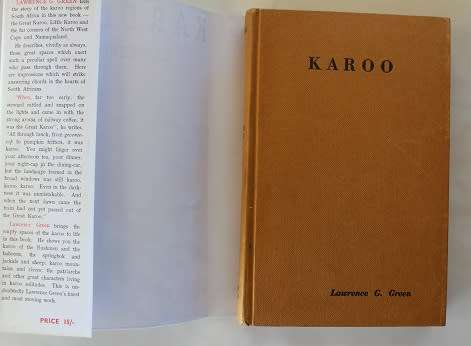 LAWRENCE G. GREEN tells
the story of the karoo regions of
South Africa in this new book —
the Great Karoo, Little Karoo and
the far corners of the North West
Cape and Namaqualand.
He describes, vividly as always,
those great spaces which exert
such a peculiar spell over many
who pass through them. Here
are impressions which will strike
answering chords in the hearts of
South Africans.
"When, far too early, the
steward rattled and snapped on
the lights and came in with the
strong aroma of railway coffee, it
was the Great Karoo", he writes.
"All through lunch, from
to pumpkin fritters, it was
karoo. You might linger over
your afternoon tea, your dinner,
your night-cap in the dining-car,
but the landscape framed in the
broad windows was still karoo,
karoo, karoo. Even in the dark-
ness it was unmistakable. And
when the next dawn came the
train had not yet passed out of
the Great Karoo."
Lawrence Green brings the
empty spaces of the karoo to life
in this book. He shows you the
karoo of the Bushmen and the
baboons, the springbok and
jackals and sheep, karoo moun-
tains and rivers, the patriarchs
and other great characters living
in karoo solitudes. This is un-
doubtedly Lawrence Green's finest
and most moving work.
PRICE 15/-
KAROO
Lawrence G. Green